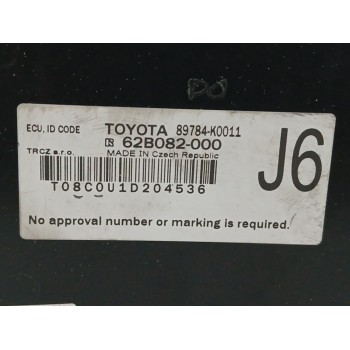 PO
ECU, ID CODE TOYOTA 89784-K0011
62B082-000
TRCZ s.r.o. MADE IN Czech Republic
J6
T08C0U1D204536
No approval number or marking is required.